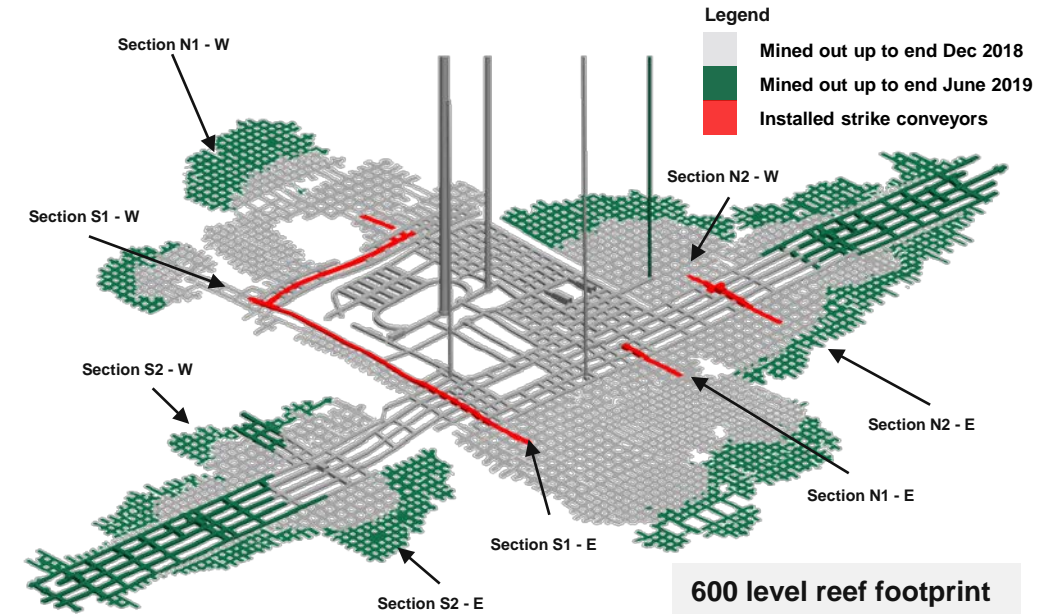 Legend
Mined out up to end Dec 2018
Mined out up to end June 2019
Installed strike conveyors
Section N1 - W
Section N2 - W
Section S1 - W
Section S2 - W
Section N2 - E
Section N1 - E
Section S1 - E
Section S2 - E
600 level reef footprint